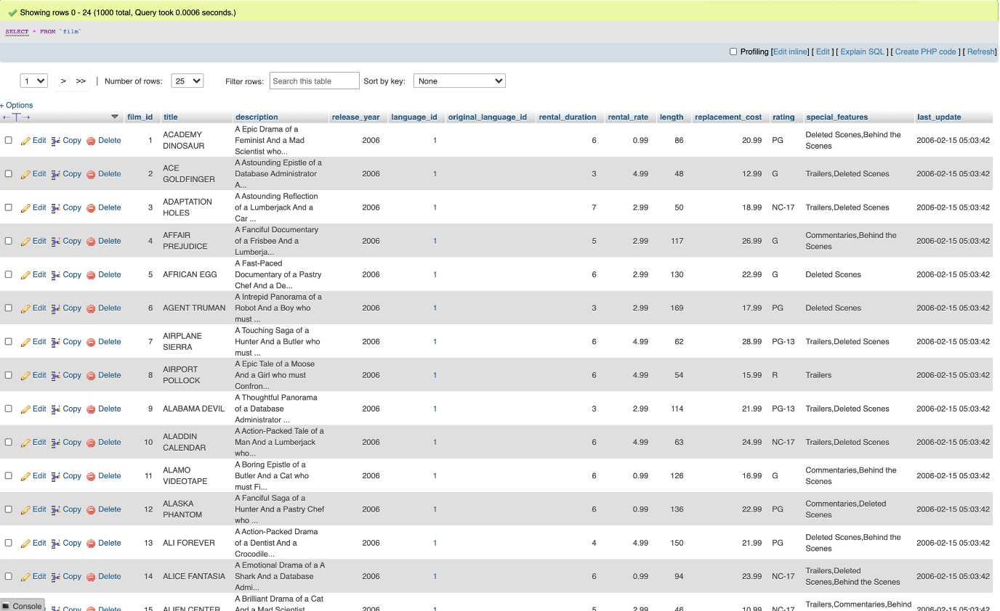 Showing rows 0 - 24 (1000 total, Query took 0.0006 seconds.)
SELECT * FROM `film`
Profiling [Edit inline] [ Edit ] [ Explain SQL ] [ Create PHP code ] [ Refresh]
1 > >> | Number of rows: 25 Filter rows: Search this table Sort by key: None
+ Options
←T→ film_id title description release_year language_id original_language_id rental_duration rental_rate length replacement_cost rating special_features last_update
Edit Copy Delete 1 ACADEMY DINOSAUR A Epic Drama of a Feminist And a Mad Scientist who... 2006 1 6 0.99 86 20.99 PG Deleted Scenes,Behind the Scenes 2006-02-15 05:03:42
Edit Copy Delete 2 ACE GOLDFINGER A Astounding Epistle of a Database Administrator A... 2006 1 3 4.99 48 12.99 G Trailers,Deleted Scenes 2006-02-15 05:03:42
Edit Copy Delete 3 ADAPTATION HOLES A Astounding Reflection of a Lumberjack And a Car ... 2006 1 7 2.99 50 18.99 NC-17 Trailers,Deleted Scenes 2006-02-15 05:03:42
Edit Copy Delete 4 AFFAIR PREJUDICE A Fanciful Documentary of a Frisbee And a Lumberja... 2006 1 5 2.99 117 26.99 G Commentaries,Behind the Scenes 2006-02-15 05:03:42
Edit Copy Delete 5 AFRICAN EGG A Fast-Paced Documentary of a Pastry Chef And a De... 2006 1 6 2.99 130 22.99 G Deleted Scenes 2006-02-15 05:03:42
Edit Copy Delete 6 AGENT TRUMAN A Intrepid Panorama of a Robot And a Boy who must ... 2006 1 3 2.99 169 17.99 PG Deleted Scenes 2006-02-15 05:03:42
Edit Copy Delete 7 AIRPLANE SIERRA A Touching Saga of a Hunter And a Butler who must ... 2006 1 6 4.99 62 28.99 PG-13 Trailers,Deleted Scenes 2006-02-15 05:03:42
Edit Copy Delete 8 AIRPORT POLLOCK A Epic Tale of a Moose And a Girl who must Confron... 2006 1 6 4.99 54 15.99 R Trailers 2006-02-15 05:03:42
Edit Copy Delete 9 ALABAMA DEVIL A Thoughtful Panorama of a Database Administrator ... 2006 1 3 2.99 114 21.99 PG-13 Trailers,Deleted Scenes 2006-02-15 05:03:42
Edit Copy Delete 10 ALADDIN CALENDAR A Action-Packed Tale of a Man And a Lumberjack who... 2006 1 6 4.99 63 24.99 NC-17 Trailers,Deleted Scenes 2006-02-15 05:03:42
Edit Copy Delete 11 ALAMO VIDEOTAPE A Boring Epistle of a Butler And a Cat who must Fi... 2006 1 6 0.99 126 16.99 G Commentaries,Behind the Scenes 2006-02-15 05:03:42
Edit Copy Delete 12 ALASKA PHANTOM A Fanciful Saga of a Hunter And a Pastry Chef who ... 2006 1 6 0.99 136 22.99 PG Commentaries,Deleted Scenes 2006-02-15 05:03:42
Edit Copy Delete 13 ALI FOREVER A Action-Packed Drama of a Dentist And a Crocodile... 2006 1 4 4.99 150 21.99 PG Deleted Scenes,Behind the Scenes 2006-02-15 05:03:42
Edit Copy Delete 14 ALICE FANTASIA A Emotional Drama of a A Shark And a Database Admi... 2006 1 6 0.99 94 23.99 NC-17 Trailers,Deleted Scenes,Behind the Scenes 2006-02-15 05:03:42
Console Copy Delete 15 ALIEN CENTER A Brilliant Drama of a Cat And a Mad Scientist 2006 1 5 2.99 46 10.99 NC-17 Trailers,Commentaries,Behind 2006-02-15 05:03:42